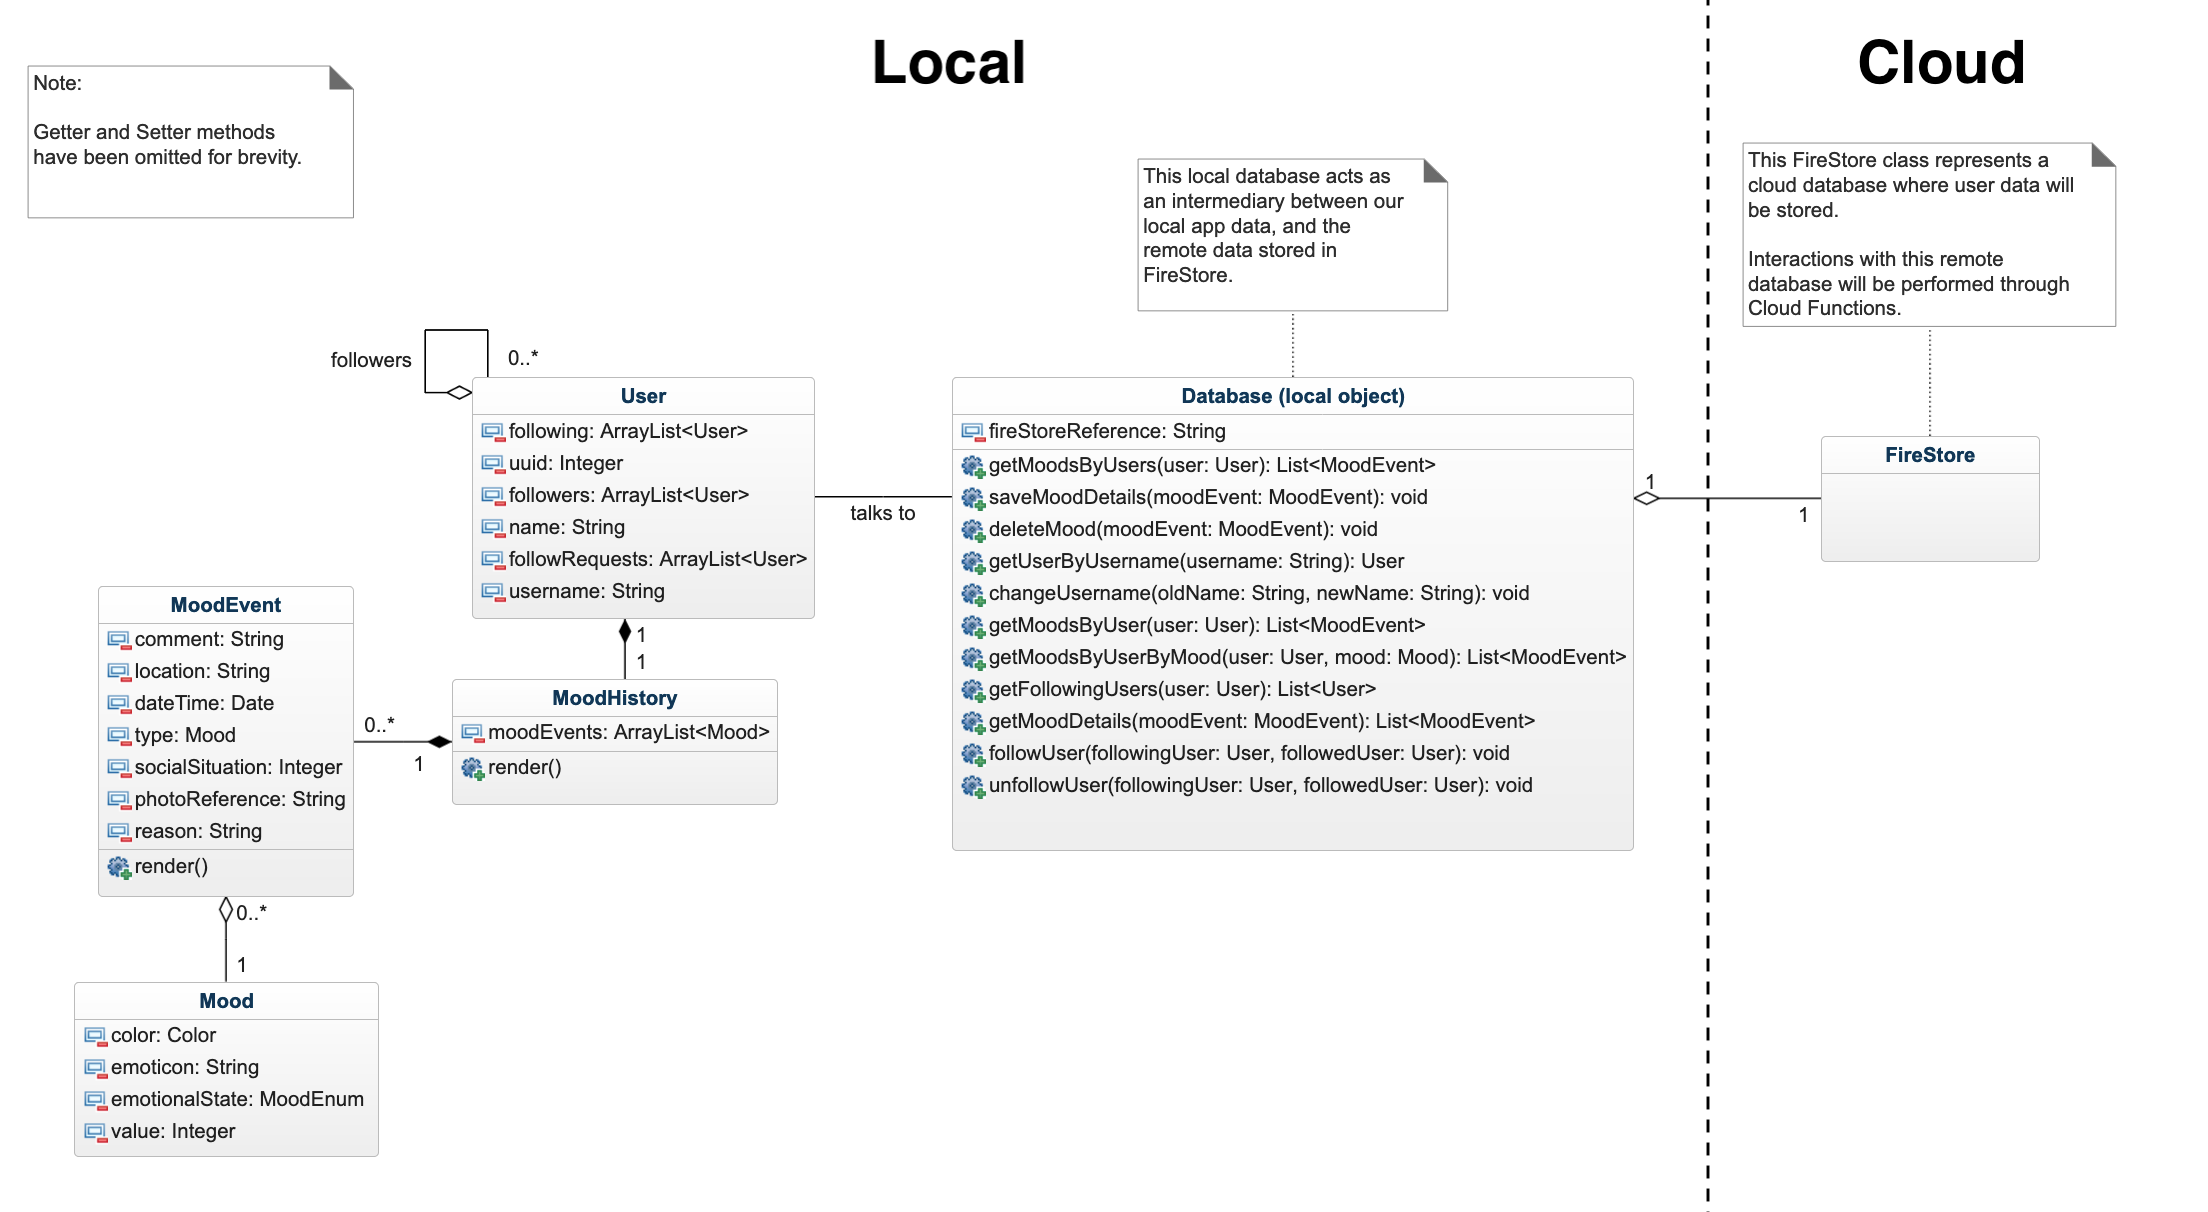 Local
Cloud
Note:
Getter and Setter methods
have been omitted for brevity.
This local database acts as
an intermediary between our
local app data, and the
remote data stored in
FireStore.
This FireStore class represents a
cloud database where user data will
be stored.
Interactions with this remote
database will be performed through
Cloud Functions.
followers
0..*
User
following: ArrayList<User>
uuid: Integer
followers: ArrayList<User>
name: String
followRequests: ArrayList<User>
username: String
talks to
Database (local object)
fireStoreReference: String
getMoodsByUsers(user: User): List<MoodEvent>
saveMoodDetails(moodEvent: MoodEvent): void
deleteMood(moodEvent: MoodEvent): void
getUserByUsername(username: String): User
changeUsername(oldName: String, newName: String): void
getMoodsByUser(user: User): List<MoodEvent>
getMoodsByUserByMood(user: User, mood: Mood): List<MoodEvent>
getFollowingUsers(user: User): List<User>
getMoodDetails(moodEvent: MoodEvent): List<MoodEvent>
followUser(followingUser: User, followedUser: User): void
unfollowUser(followingUser: User, followedUser: User): void
1
1
FireStore
1
1
MoodHistory
moodEvents: ArrayList<Mood>
render()
0..*
1
MoodEvent
comment: String
location: String
dateTime: Date
type: Mood
socialSituation: Integer
photoReference: String
reason: String
render()
0..*
1
Mood
color: Color
emoticon: String
emotionalState: MoodEnum
value: Integer